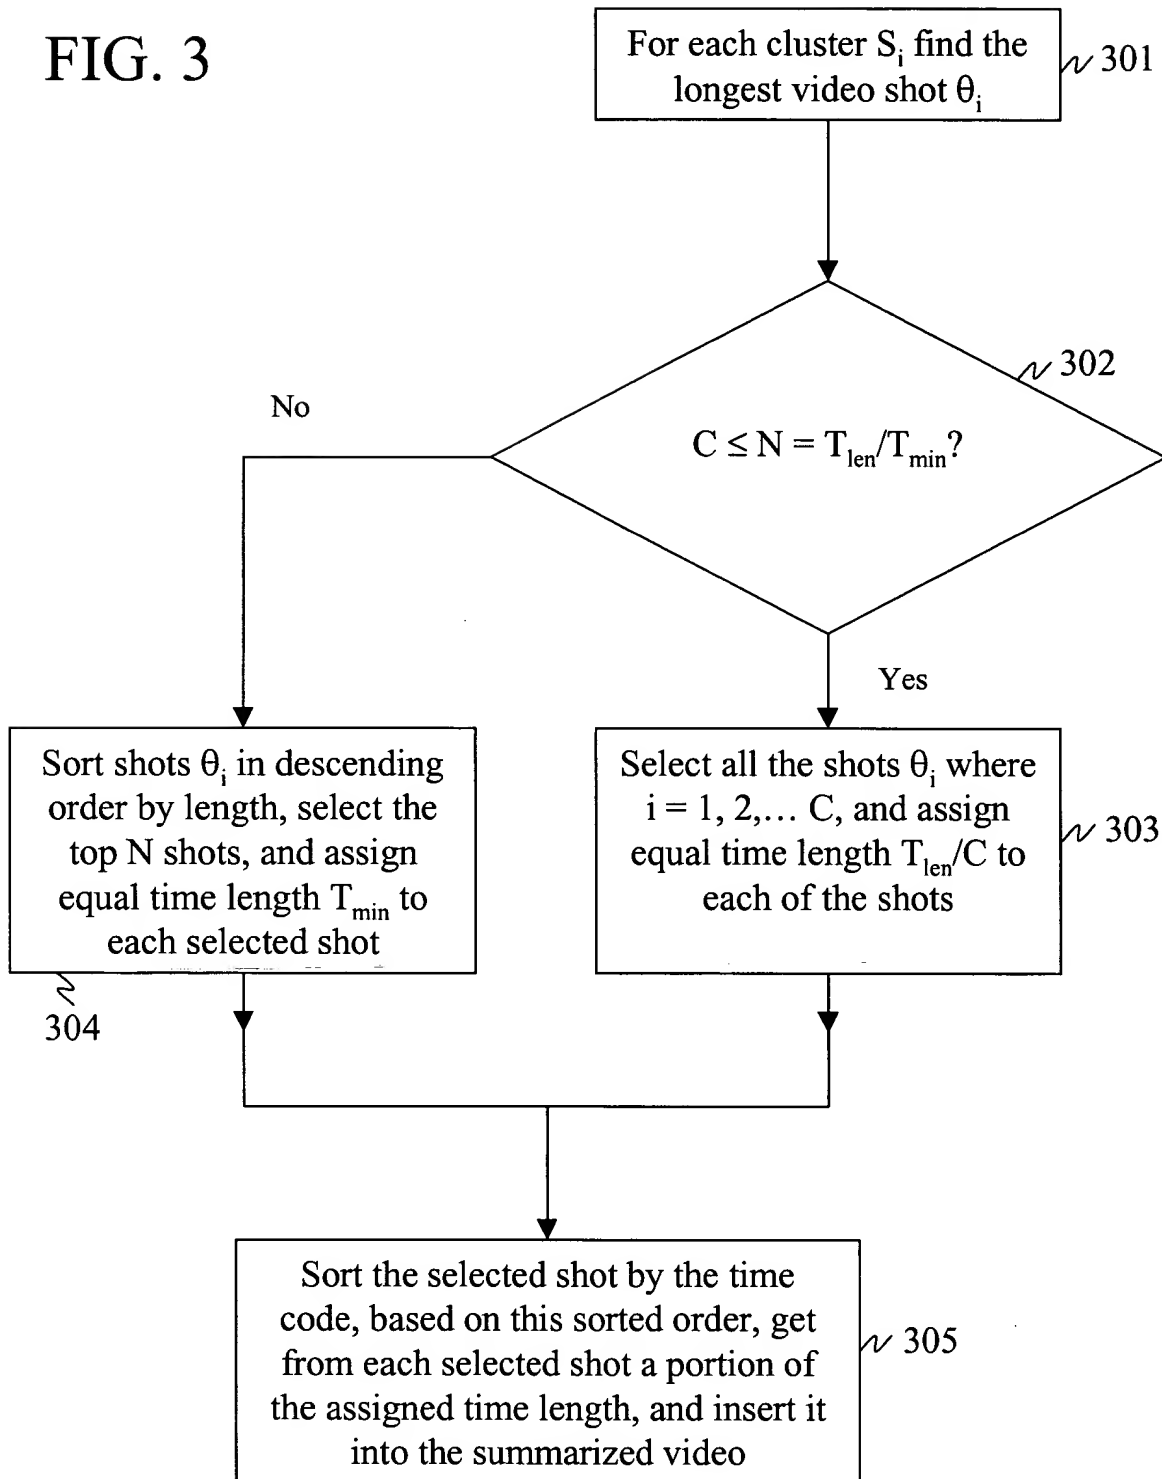 FIG. 3
For each cluster Sᵢ find the
longest video shot θᵢ
301
302
No
C ≤ N = T_len/T_min?
Yes
Sort shots θᵢ in descending
order by length, select the
top N shots, and assign
equal time length T_min to
each selected shot
304
Select all the shots θᵢ where
i = 1, 2,... C, and assign
equal time length T_len/C to
each of the shots
303
Sort the selected shot by the time
code, based on this sorted order, get
from each selected shot a portion of
the assigned time length, and insert it
into the summarized video
305